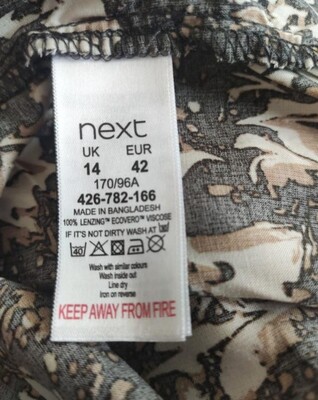 next
UK EUR
14 42
170/96A
426-782-166
MADE IN BANGLADESH
100% LENZING™ ECOVERO™ VISCOSE
IF IT'S NOT DIRTY WASH AT 30°
40
Wash with similar colours
Wash inside out
Line dry
Iron on reverse
KEEP AWAY FROM FIRE